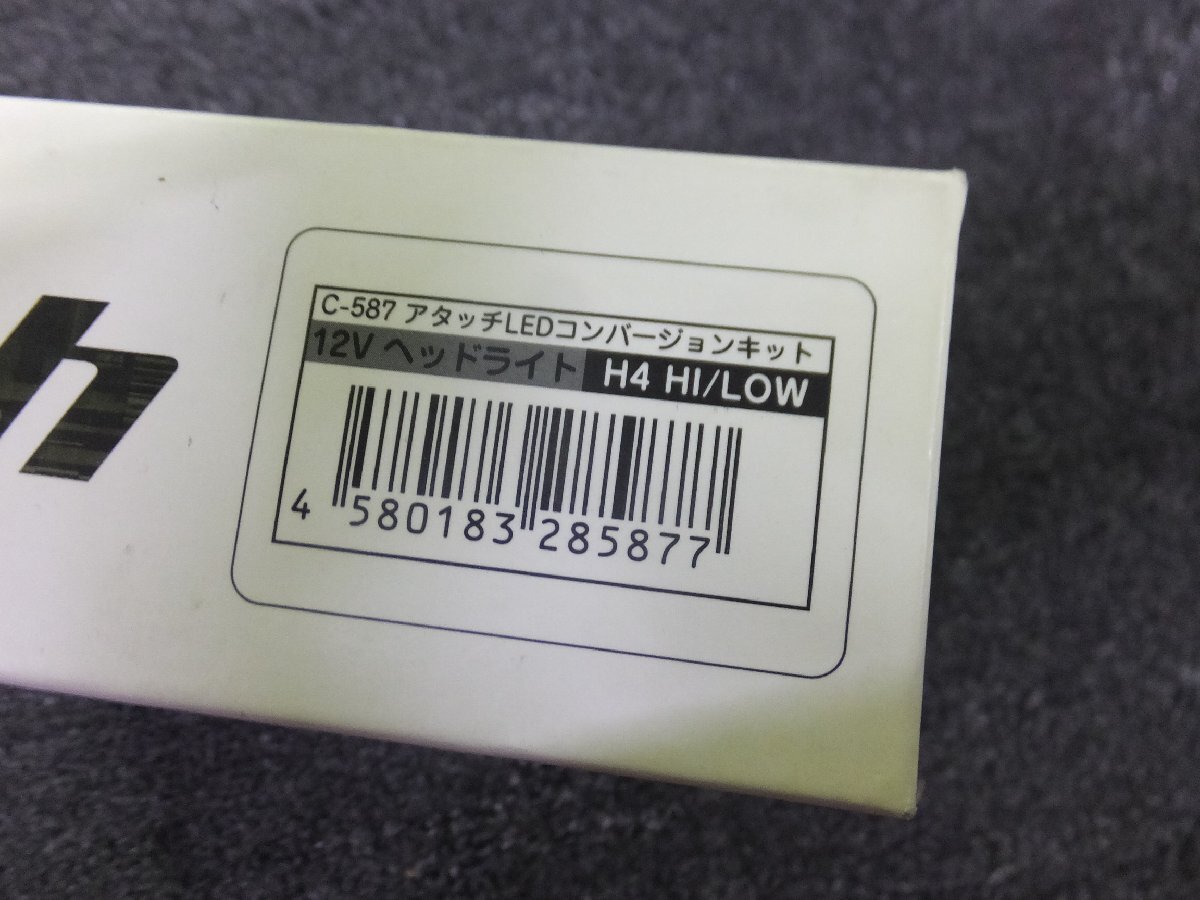 h
C-587 アタッチLEDコンバージョンキット
12V ヘッドライト H4 HI/LOW
4 580183 285877